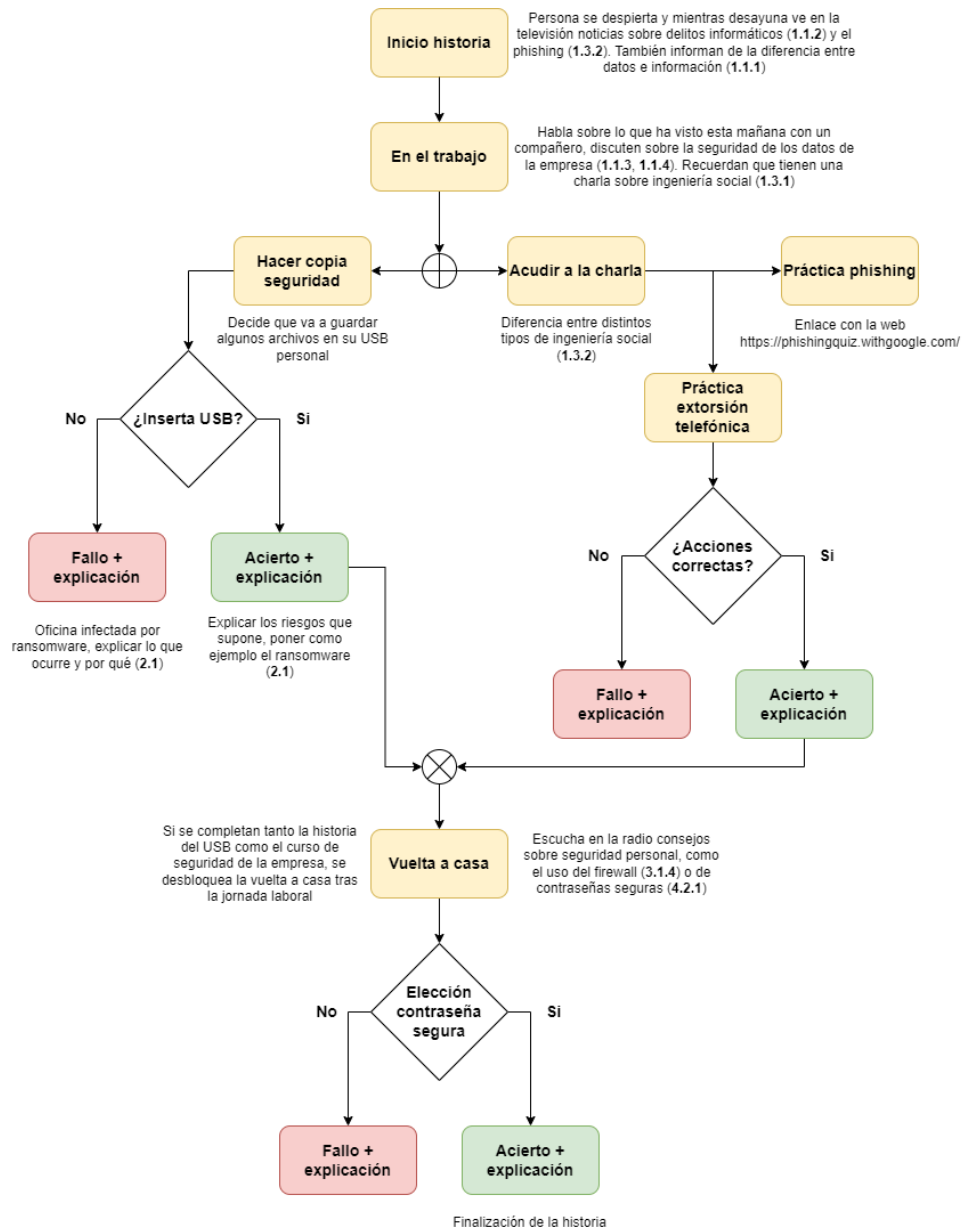 Inicio historia
Persona se despierta y mientras desayuna ve en la
televisión noticias sobre delitos informáticos (1.1.2) y el
phishing (1.3.2). También informan de la diferencia entre
datos e información (1.1.1)
En el trabajo
Habla sobre lo que ha visto esta mañana con un
compañero, discuten sobre la seguridad de los datos de
la empresa (1.1.3, 1.1.4). Recuerdan que tienen una
charla sobre ingeniería social (1.3.1)
Hacer copia
seguridad
Acudir a la charla
Práctica phishing
Decide que va a guardar
algunos archivos en su USB
personal
Diferencia entre distintos
tipos de ingeniería social
(1.3.2)
Enlace con la web
https://phishingquiz.withgoogle.com/
¿Inserta USB?
No
Si
Práctica
extorsión
telefónica
Fallo +
explicación
Acierto +
explicación
Oficina infectada por
ransomware, explicar lo que
ocurre y por qué (2.1)
Explicar los riesgos que
supone, poner como
ejemplo el ransomware
(2.1)
¿Acciones
correctas?
No
Si
Fallo +
explicación
Acierto +
explicación
Si se completan tanto la historia
del USB como el curso de
seguridad de la empresa, se
desbloquea la vuelta a casa tras
la jornada laboral
Vuelta a casa
Escucha en la radio consejos
sobre seguridad personal, como
el uso del firewall (3.1.4) o de
contraseñas seguras (4.2.1)
Elección
contraseña
segura
No
Si
Fallo +
explicación
Acierto +
explicación
Finalización de la historia